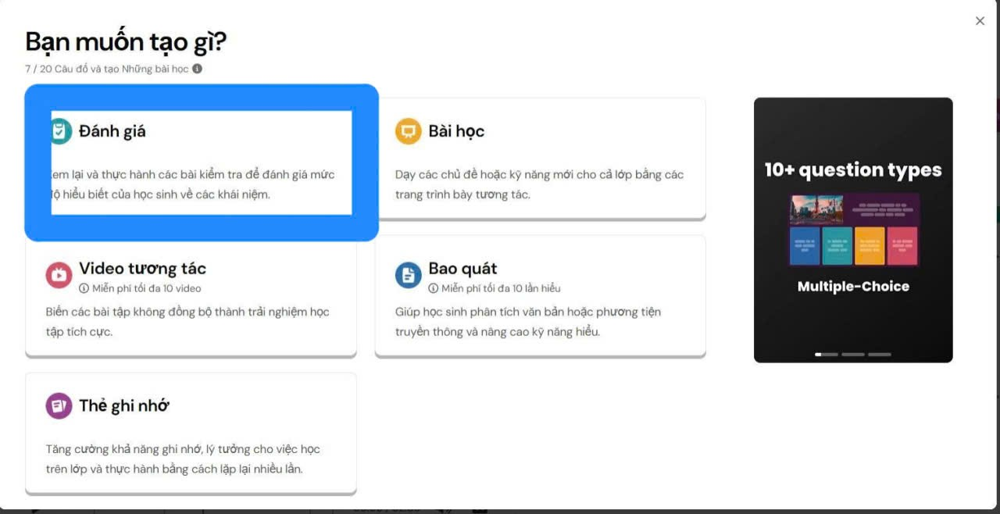 Bạn muốn tạo gì?
7 / 20 Câu đố và tạo Những bài học
Đánh giá
lại và thực hành các bài kiểm tra để đánh giá mức
hiểu biết của học sinh về các khái niệm.
Bài học
Dạy các chủ đề hoặc kỹ năng mới cho cả lớp bằng các
trang trình bày tương tác.
Video tương tác
Miễn phí tối đa 10 video
Biến các bài tập không đồng bộ thành trải nghiệm học
tập tích cực.
Bao quát
Miễn phí tối đa 10 lần hiểu
Giúp học sinh phân tích văn bản hoặc phương tiện
truyền thông và nâng cao kỹ năng hiểu.
Thẻ ghi nhớ
Tăng cường khả năng ghi nhớ, lý tưởng cho việc học
trên lớp và thực hành bằng cách lặp lại nhiều lần.
10+ question types
Multiple-Choice